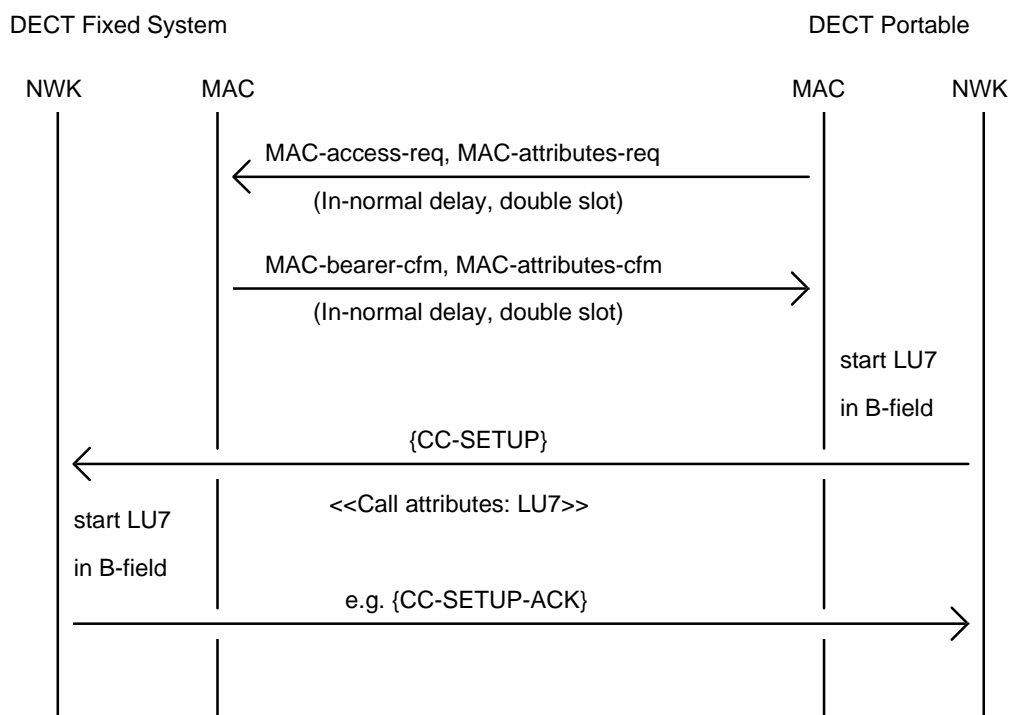 DECT Fixed System DECT Portable
NWK MAC MAC NWK
MAC-access-req, MAC-attributes-req
(In-normal delay, double slot)
MAC-bearer-cfm, MAC-attributes-cfm
(In-normal delay, double slot)
start LU7
in B-field
{CC-SETUP}
<<Call attributes: LU7>>
start LU7
in B-field
e.g. {CC-SETUP-ACK}